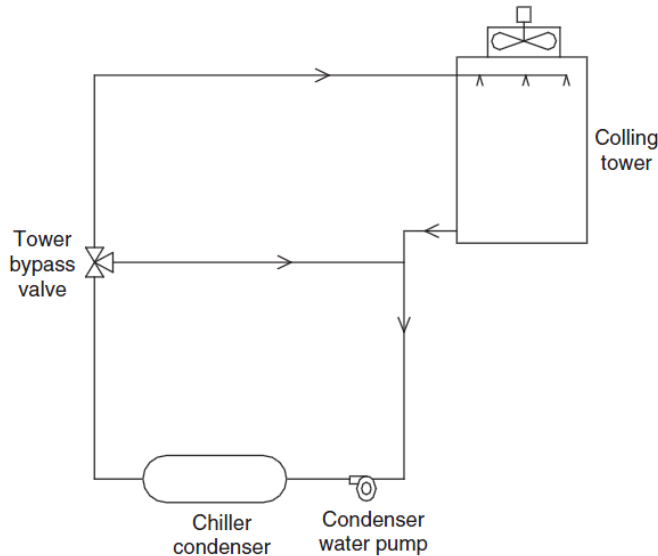 Colling
tower
Tower
bypass
valve
Chiller
condenser
Condenser
water pump